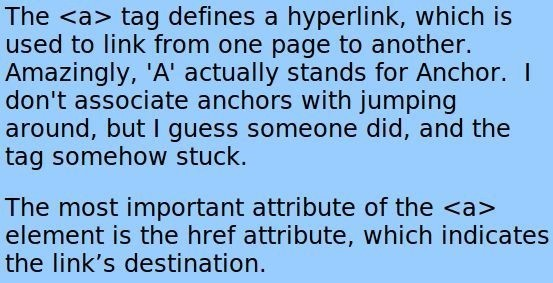 The <a> tag defines a hyperlink, which is
used to link from one page to another.
Amazingly, 'A' actually stands for Anchor.  I
don't associate anchors with jumping
around, but I guess someone did, and the
tag somehow stuck.
The most important attribute of the <a>
element is the href attribute, which indicates
the link’s destination.